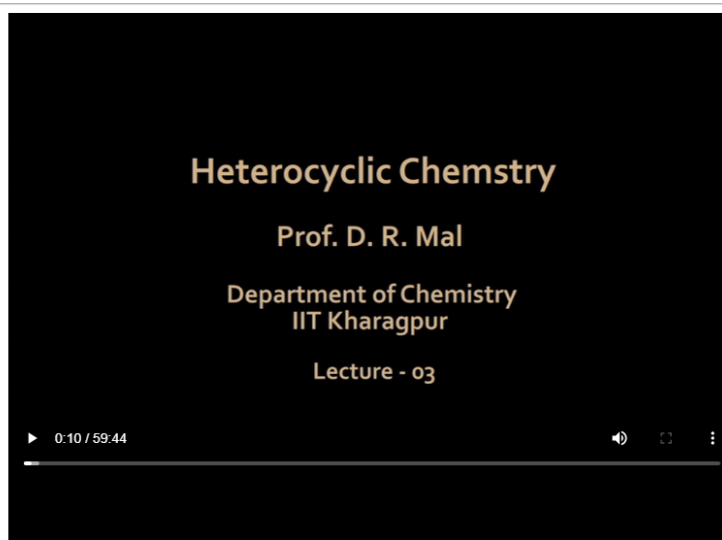 Heterocyclic Chemstry
Prof. D. R. Mal
Department of Chemistry
IIT Kharagpur
Lecture - 03
0:10 / 59:44